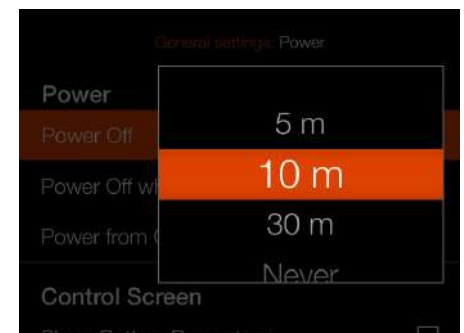 General settings: Power
Power
Power Off
5 m
Power Off wh
10 m
Power from
30 m
Never
Control Screen